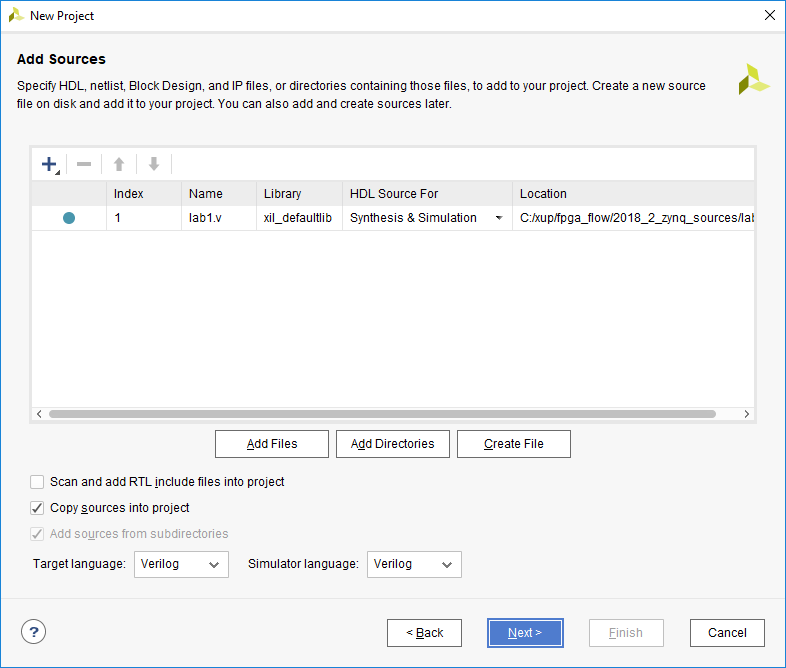 New Project
Add Sources
Specify HDL, netlist, Block Design, and IP files, or directories containing those files, to add to your project. Create a new source
file on disk and add it to your project. You can also add and create sources later.
Index Name Library HDL Source For Location
1 lab1.v xil_defaultlib Synthesis & Simulation C:/xup/fpga_flow/2018_2_zynq_sources/lab
Add Files Add Directories Create File
Scan and add RTL include files into project
Copy sources into project
Add sources from subdirectories
Target language: Verilog Simulator language: Verilog
? < Back Next > Finish Cancel